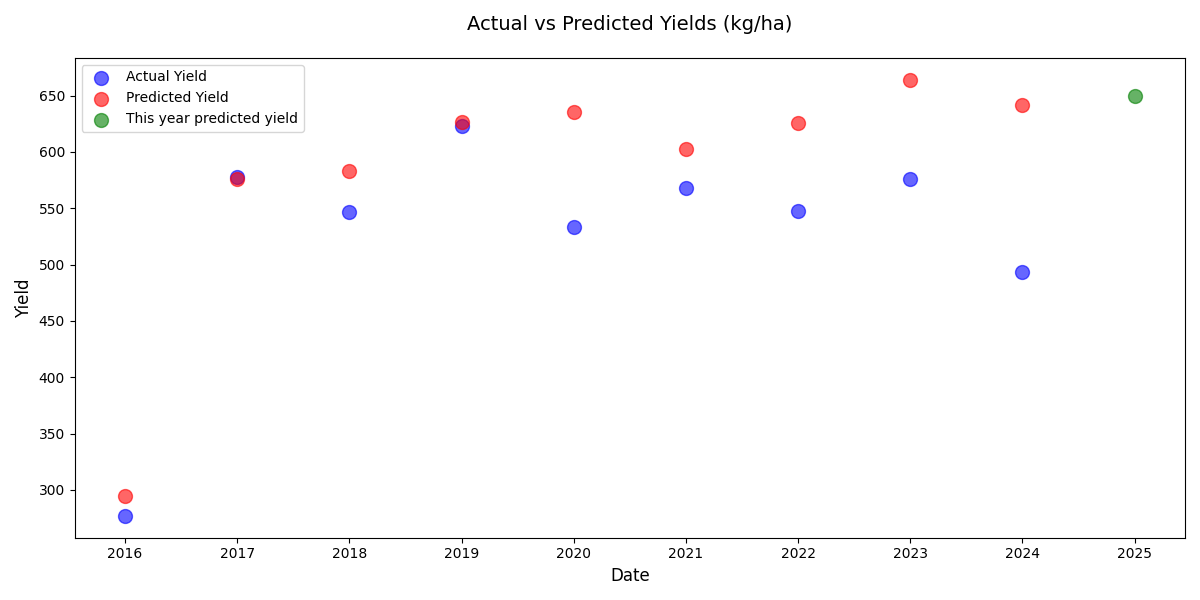 Actual vs Predicted Yields (kg/ha)
Actual Yield
Predicted Yield
This year predicted yield
Yield
650
600
550
500
450
400
350
300
2016 2017 2018 2019 2020 2021 2022 2023 2024 2025
Date